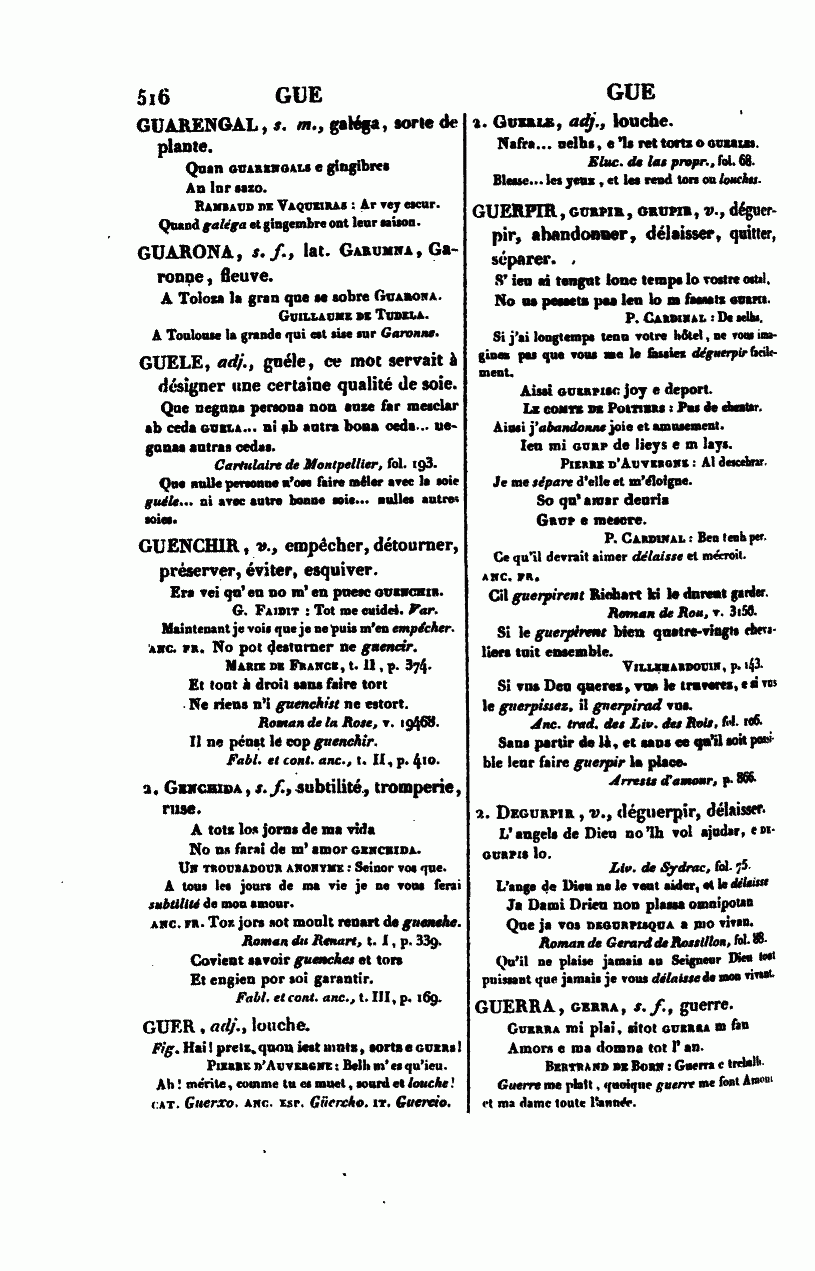 516 GUE
GUARENGAL, s. m., galéga, sorte de
plante.
Quan GUARENGALS e gingibres
An lur sazo.
RAMBAUD DE VAQUEIRAS : Ar vey escur.
Quand galéga et gingembre ont leur saison.
GUARONA, s. f., lat. GARUMNA, Ga-
ronne, fleuve.
A Toloza la gran que se sobre GUARONA.
GUILLAUME DE TUDELA.
A Toulouse la grande qui est sise sur Garonne.
GUELE, adj., guéle, ce mot servait à
désigner une certaine qualité de soie.
Que neguna persona non auze far mesclar
ab ceda GUELA... ni ab autra bona ceda... ne-
gunas autras cedas.
Cartulaire de Montpellier, fol. 193.
Que nulle personne n'ose faire mêler avec la soie
guéle... ni avec autre bonne soie... nulles autres
soies.
GUENCHIR, v., empêcher, détourner,
préserver, éviter, esquiver.
Era vei qu'en no m'en puesc GUENCHIR.
G. FAIDIT : Tot me cuidei. Var.
Maintenant je vois que je ne puis m'en empêcher.
ANC. FR. No pot desturner ne guencir.
MARIE DE FRANCE, t. II, p. 374.
Et tout à droit sans faire tort
Ne riens n'i guenchist ne estort.
Roman de la Rose, v. 19468.
Il ne péust le cop guenchir.
Fabl. et cont. anc., t. II, p. 410.
2. GENCHIDA, s. f., subtilité, tromperie,
ruse.
A totz los jorns de ma vida
No us farai de m'amor GENCHIDA.
UN TROUBADOUR ANONYME : Seinor vos que.
A tous les jours de ma vie je ne vous ferai
subtilité de mon amour.
ANC. FR. Toz jors sot moult renart de guenche.
Roman du Renart, t. I, p. 339.
Covient savoir guenches et tors
Et engien por soi garantir.
Fabl. et cont. anc., t. III, p. 169.
GUER, adj., louche.
Fig. Hai! pretz, quon iest mutz, sortz e GUERS!
PIERRE D'AUVERGNE : Belh m'es qu'ieu.
Ah! mérite, comme tu es muet, sourd et louche!
CAT. Guerxo. ANC. ESP. Güercho. IT. Guercio.
GUE
2. GUERLE, adj., louche.
Nafra... uelhs, e 'ls ret tortz o GUERLES.
Eluc. de las propr., fol. 68.
Blesse... les yeux, et les rend tors ou louches.
GUERPIR, GURPIR, GRUPIR, v., déguer-
pir, abandonner, délaisser, quitter,
séparer.
S'ieu ai tengut lonc temps lo vostre ostal,
No us pessetz pas leu lo m fassatz GURPIR.
P. CARDINAL : De selhs.
Si j'ai longtemps tenu votre hôtel, ne vous ima-
ginez pas que vous me le fassiez déguerpir facile-
ment.
Aissi GUERPISC joy e deport.
LE COMTE DE POITIERS : Pus de chantar.
Ainsi j'abandonne joie et amusement.
Ieu mi GURP de lieys e m lays.
PIERRE D'AUVERGNE : Al descebrar.
Je me sépare d'elle et m'éloigne.
So qu'amar deuria
GRUP e mescre.
P. CARDINAL : Ben tenh per.
Ce qu'il devrait aimer délaisse et mécroit.
ANC. FR.
Cil guerpirent Richart ki le durent garder.
Roman de Rou, v. 3150.
Si le guerpirent bien quatre-vingts cheva-
liers tuit ensemble.
VILLEHARDOUIN, p. 143.
Si vus Deu querez, vus le truverez, e si vus
le guerpissez, il guerpirad vus.
Anc. trad. des Liv. des Rois, fol. 106.
Sans partir de là, et sans ce qu'il soit possi-
ble leur faire guerpir la place.
Arrests d'amour, p. 866.
2. DEGURPIR, v., déguerpir, délaisser.
L'angels de Dieu no 'lh vol ajudar, e DE-
GURPIS lo.
Liv. de Sydrac, fol. 75.
L'ange de Dieu ne le veut aider, et le délaisse
Ja Dami Drieu non plassa omnipotan
Que ja vos DEGURPISQUA a mo vivan.
Roman de Gerard de Rossillon, fol. 88.
Qu'il ne plaise jamais au Seigneur Dieu tout
puissant que jamais je vous délaisse de mon vivant.
GUERRA, GERRA, s. f., guerre.
GUERRA mi plai, sitot GUERRA m fan
Amors e ma domna tot l'an.
BERTRAND DE BORN : Guerra e trebalh.
Guerre me plaît, quoique guerre me font Amour
et ma dame toute l'année.